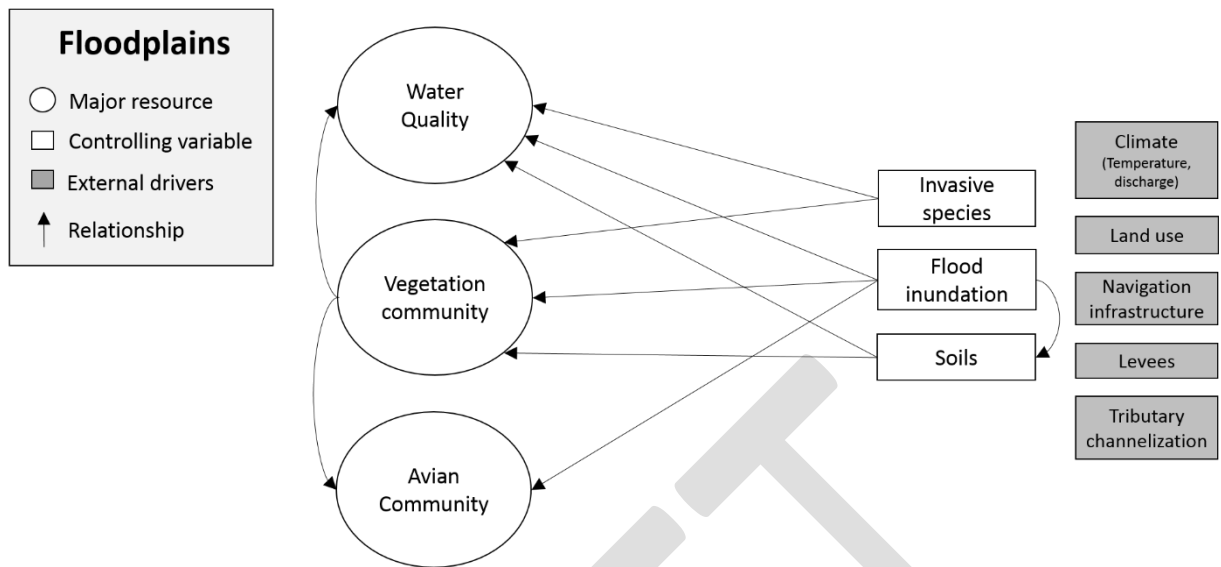 Floodplains
Major resource
Controlling variable
External drivers
Relationship
Water
Quality
Vegetation
community
Avian
Community
Invasive
species
Flood
inundation
Soils
Climate
(Temperature,
discharge)
Land use
Navigation
infrastructure
Levees
Tributary
channelization